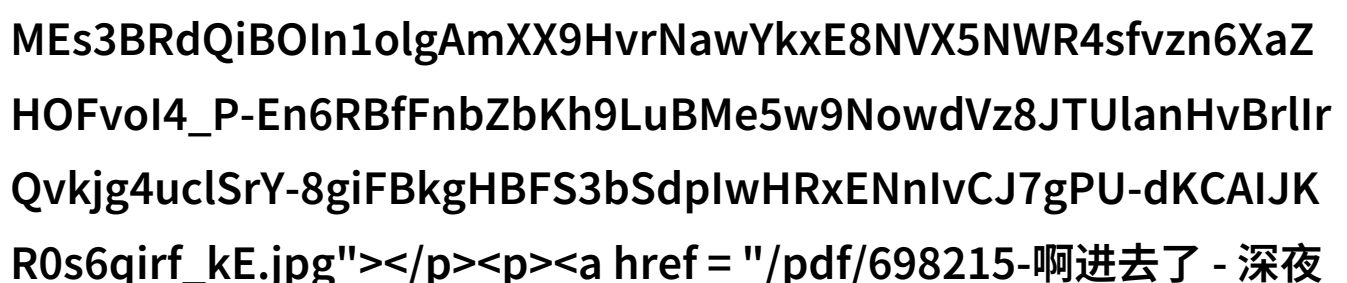 MEs3BRdQiBOIn1olgAmXX9HvrNawYkxE8NVX5NWR4sfvzn6XaZ
HOFvoI4_P-En6RBfFnbZbKh9LuBMe5w9NowdVz8JTUlanHvBrlIr
Qvkjg4uclSrY-8giFBkgHBFS3bSdpIwHRxENnIvCJ7gPU-dKCAIJK
R0s6qirf_kE.jpg"></p><p><a href = "/pdf/698215-啊进去了 - 深夜